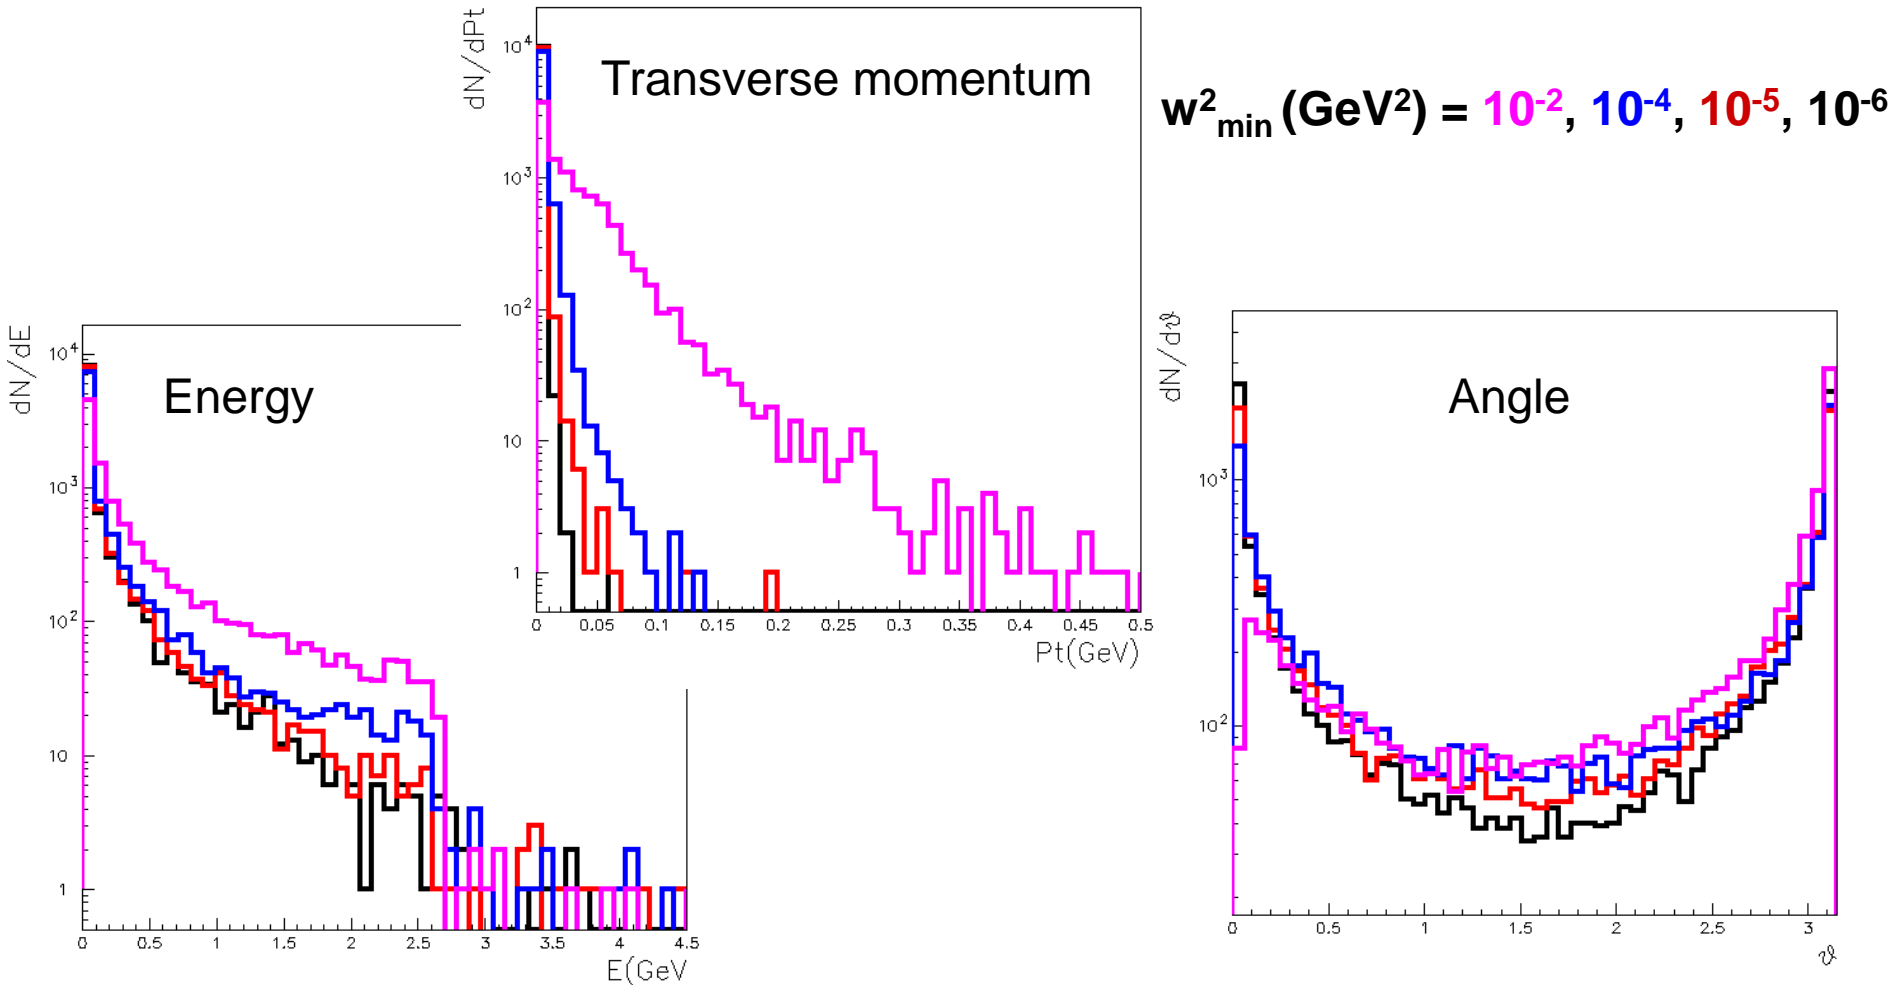 Transverse momentum
dN/dPt
10⁴
10³
10²
10
1
0 0.05 0.1 0.15 0.2 0.25 0.3 0.35 0.4 0.45 0.5
Pt(GeV)
w²min (GeV²) = 10⁻², 10⁻⁴, 10⁻⁵, 10⁻⁶
Energy
dN/dE
10⁴
10³
10²
10
1
0 0.5 1 1.5 2 2.5 3 3.5 4 4.5
E(GeV
Angle
dN/dϑ
10³
10²
0 0.5 1 1.5 2 2.5 3
ϑ